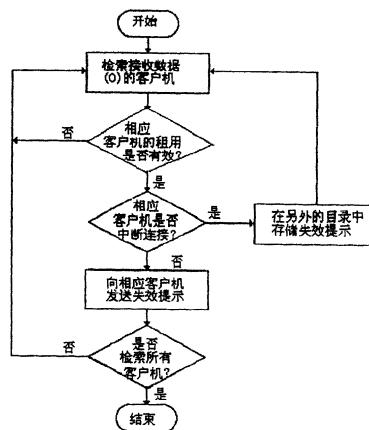 开始
检索接收数据
(O)的客户机
否
相应
客户机的租用
是否有效?
是
相应
客户机是否
中断连接?
是
在另外的目录中
存储失效提示
否
向相应客户机
发送失效提示
否
是否
检索所有
客户机?
是
结束